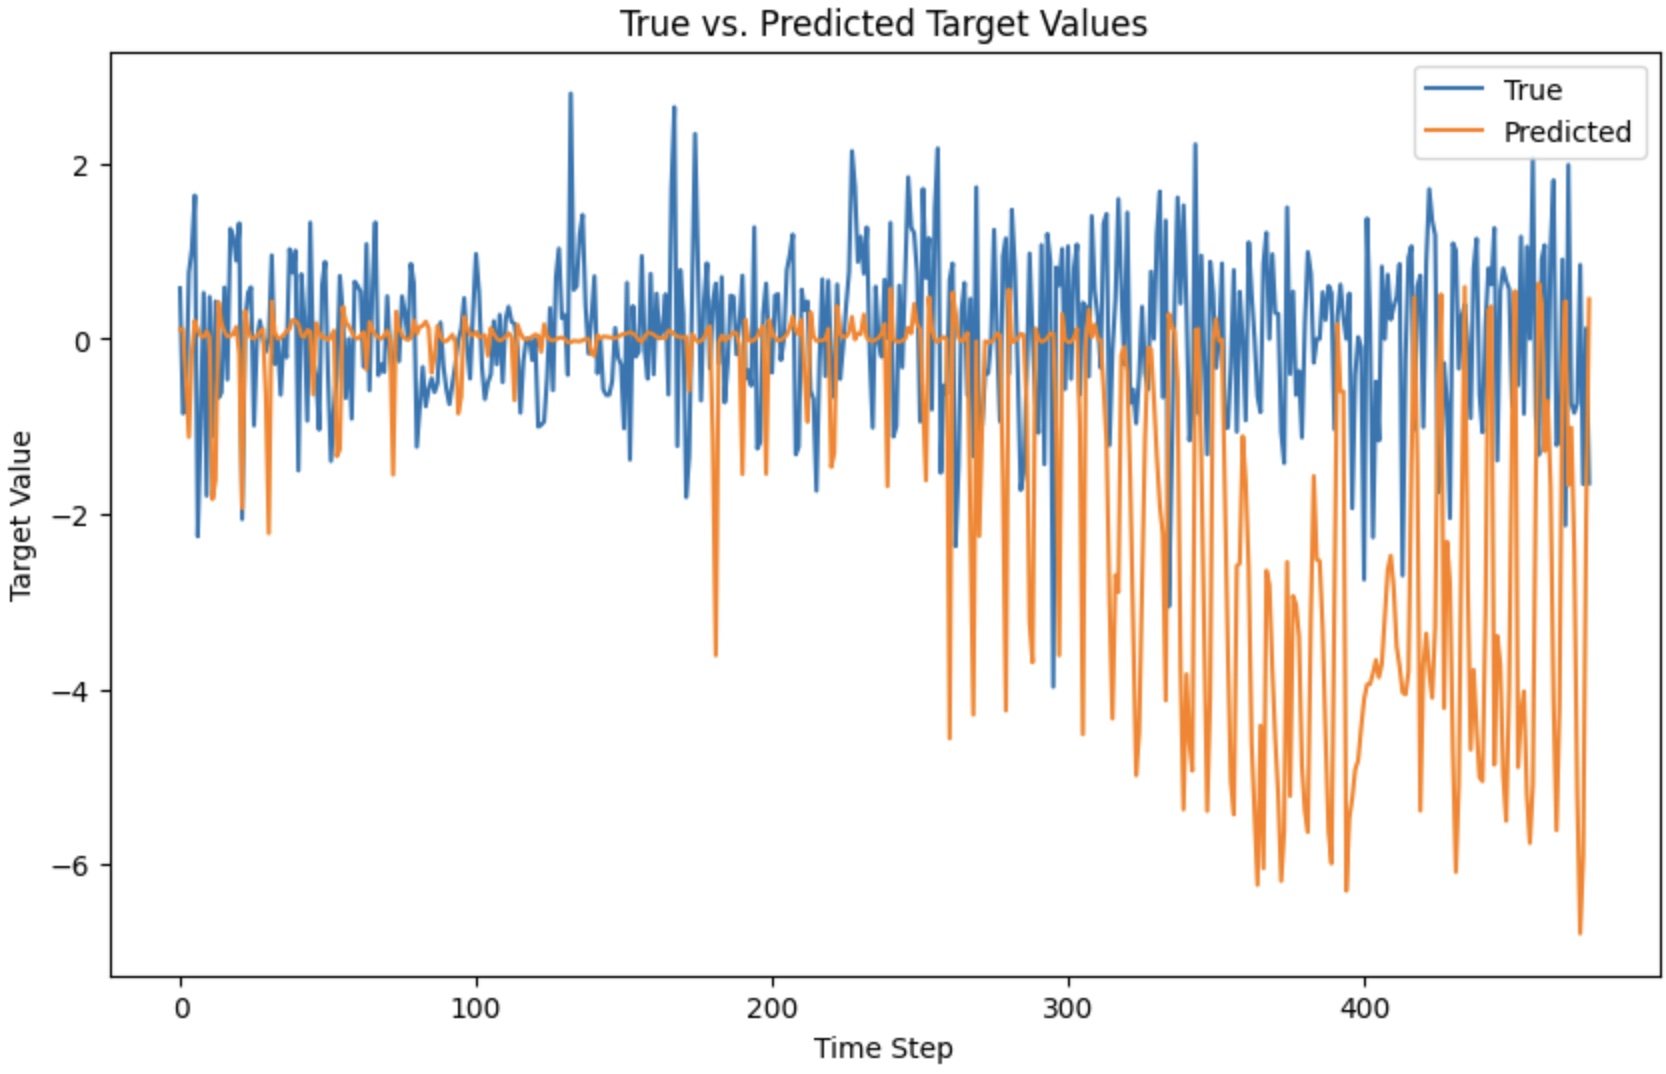 True vs. Predicted Target Values
True
Predicted
2
0
−2
−4
−6
Target Value
0
100
200
300
400
Time Step